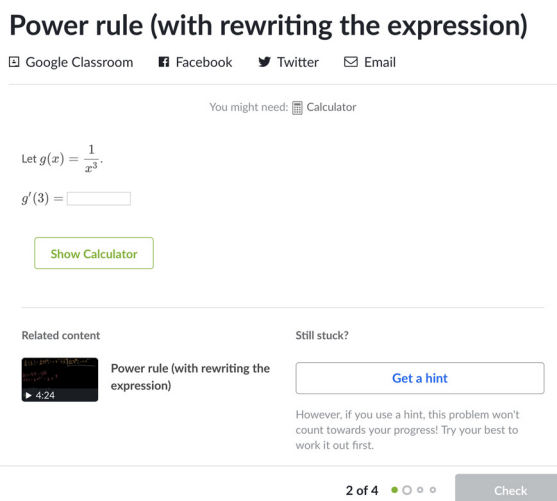 Power rule (with rewriting the expression)
Google Classroom Facebook Twitter Email
You might need: Calculator
Let g(x) = 1/x³.
g′(3) =
Show Calculator
Related content
Still stuck?
Power rule (with rewriting the expression)
4:24
Get a hint
However, if you use a hint, this problem won't
count towards your progress! Try your best to
work it out first.
2 of 4
Check